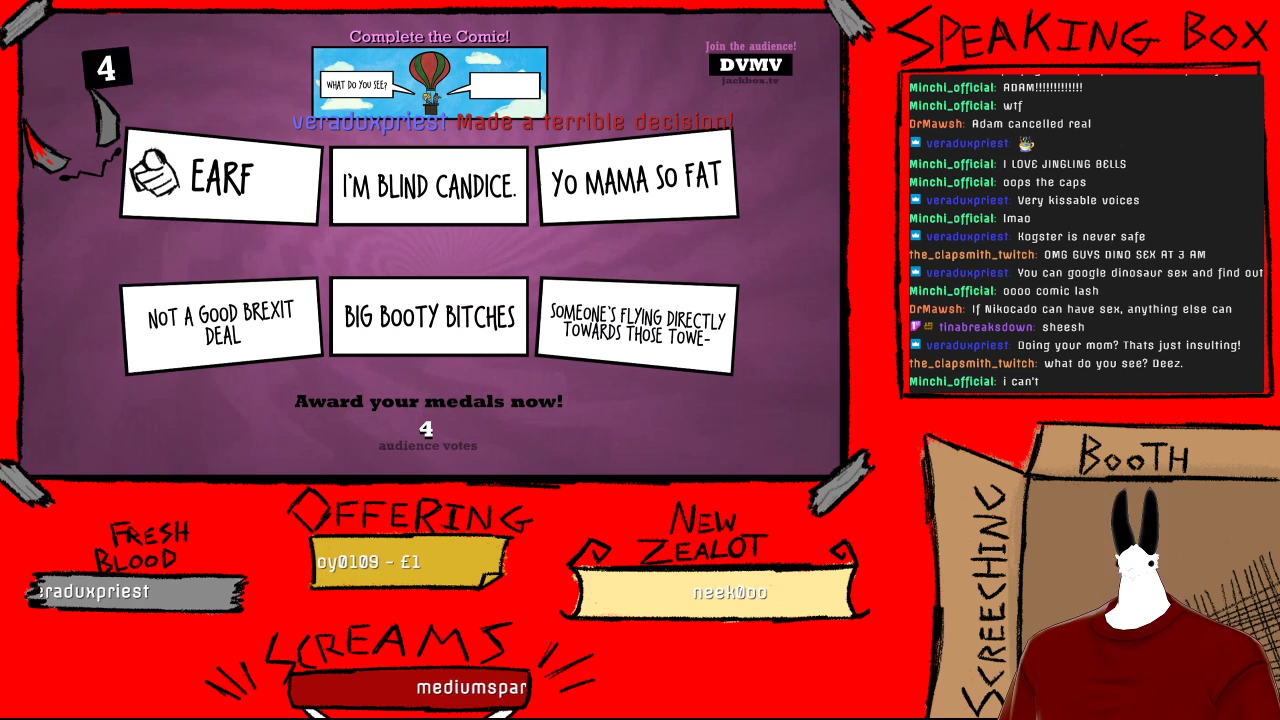 Complete the Comic!
4
WHAT DO YOU SEE?
Join the audience!
DVMV
jackbox.tv
veraduxpriest Made a terrible decision!
EARF
I'M BLIND CANDICE.
YO MAMA SO FAT
NOT A GOOD BREXIT
DEAL
BIG BOOTY BITCHES
SOMEONE'S FLYING DIRECTLY
TOWARDS THOSE TOWE-
Award your medals now!
4
audience votes
SPEAKING BOX
Minchi_official: ADAM!!!!!!!!!!!!!
Minchi_official: wtf
DrMawsh: Adam cancelled real
veraduxpriest:
Minchi_official: I LOVE JINGLING BELLS
Minchi_official: oops the caps
veraduxpriest: Very kissable voices
Minchi_official: lmao
veraduxpriest: Kogster is never safe
the_clapsmith_twitch: OMG GUYS DINO SEX AT 3 AM
veraduxpriest: You can google dinosaur sex and find out
Minchi_official: oooo comic lash
DrMawsh: If Nikocado can have sex, anything else can
tinabreaksdown: sheesh
veraduxpriest: Doing your mom? Thats just insulting!
the_clapsmith_twitch: what do you see? Deez.
Minchi_official: i can't
FRESH
BLOOD
raduxpriest
OFFERING
oy0109 - £1
NEW
ZEALOT
neek0oo
SCREAMS
mediumspar
BOOTH
SCREECHING